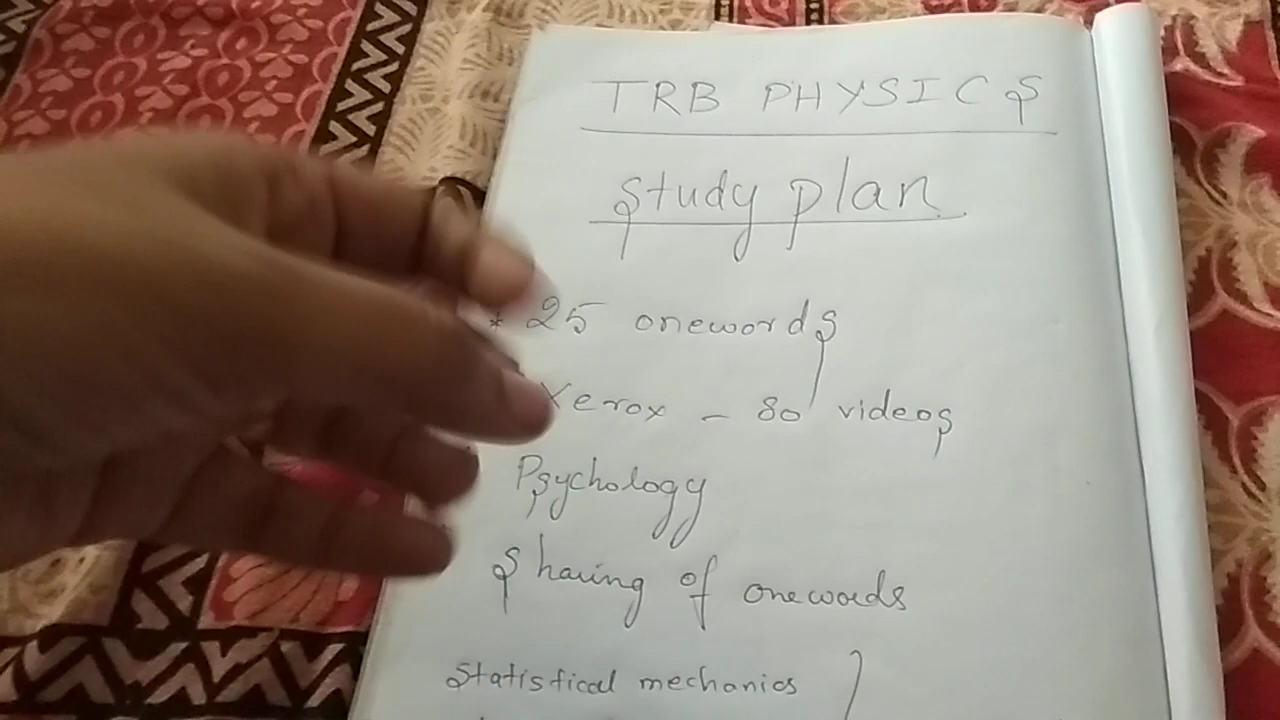 TRB PHYSICS
Study plan
* 25 onewords
Xerox - 80 videos
Psychology
Sharing of onewords
Statistical mechanics